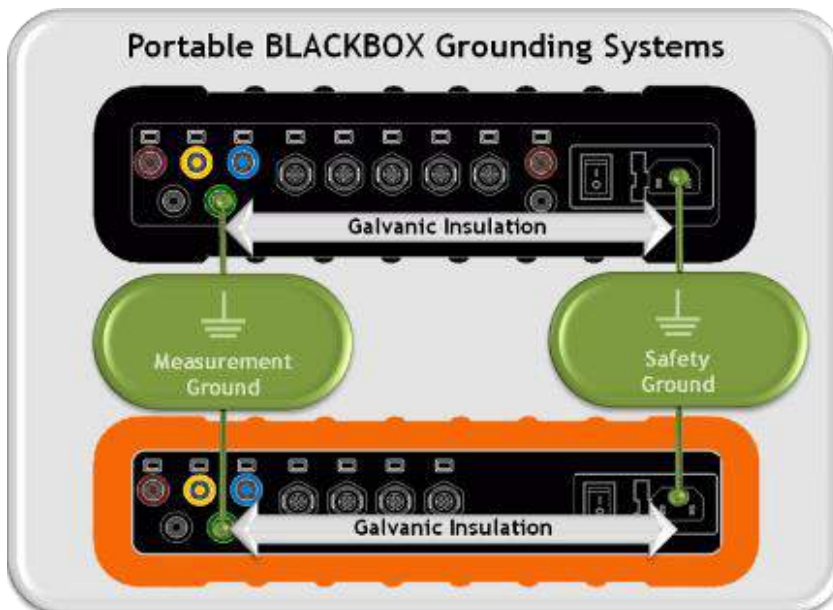 Portable BLACKBOX Grounding Systems
Galvanic Insulation
Measurement
Ground
Safety
Ground
Galvanic Insulation